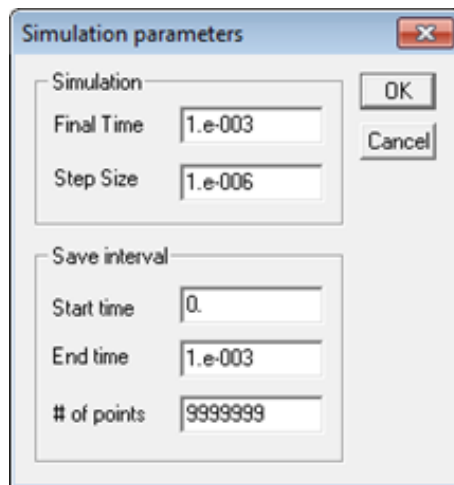 Simulation parameters
Simulation
OK
Final Time 1.e-003
Cancel
Step Size 1.e-006
Save interval
Start time 0.
End time 1.e-003
# of points 9999999